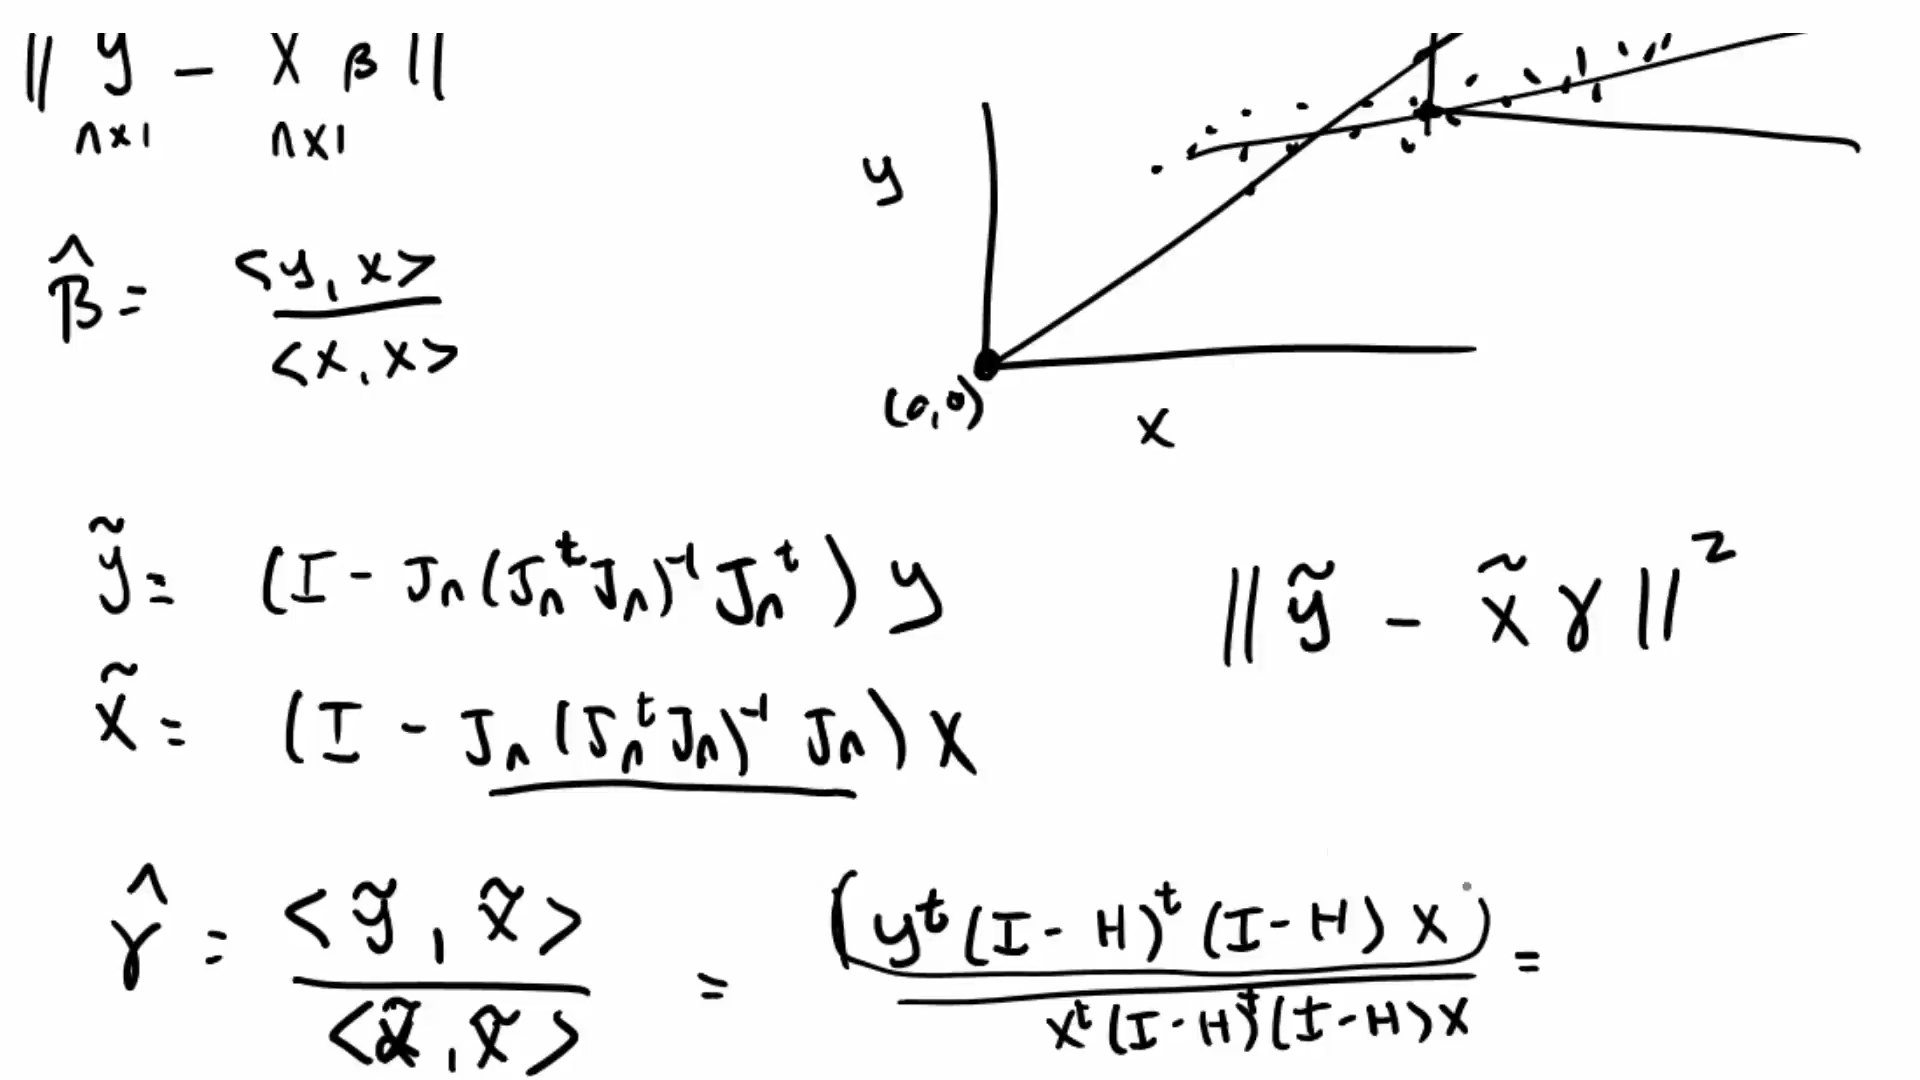 ‖ y − x β ‖
n×1 n×1
y
β̂ = <y, x> / <x, x>
(0,0)
x
ỹ = (I − Jₙ(Jₙᵗ Jₙ)⁻¹ Jₙᵗ) y
‖ ỹ − x̃ γ ‖²
x̃ = (I − Jₙ(Jₙᵗ Jₙ)⁻¹ Jₙ) x
γ̂ = <ỹ, x̃> / <x̃, x̃> = (yᵗ(I − H)ᵗ(I − H) x) / xᵗ(I − H)ᵗ(I − H) x =